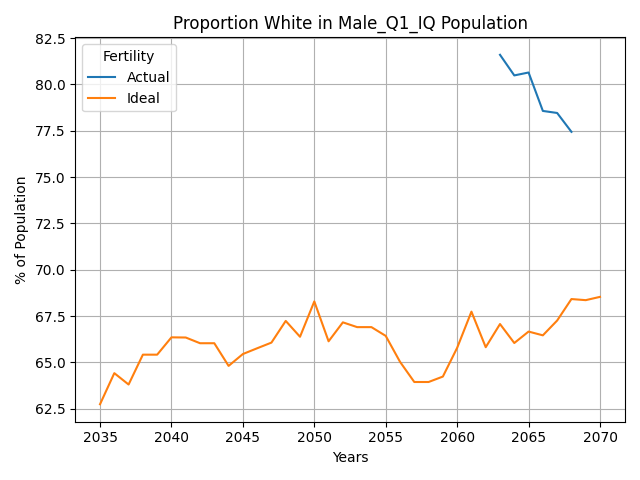 Proportion White in Male_Q1_IQ Population
Fertility
Actual
Ideal
82.5
80.0
77.5
75.0
72.5
70.0
67.5
65.0
62.5
% of Population
2035 2040 2045 2050 2055 2060 2065 2070
Years